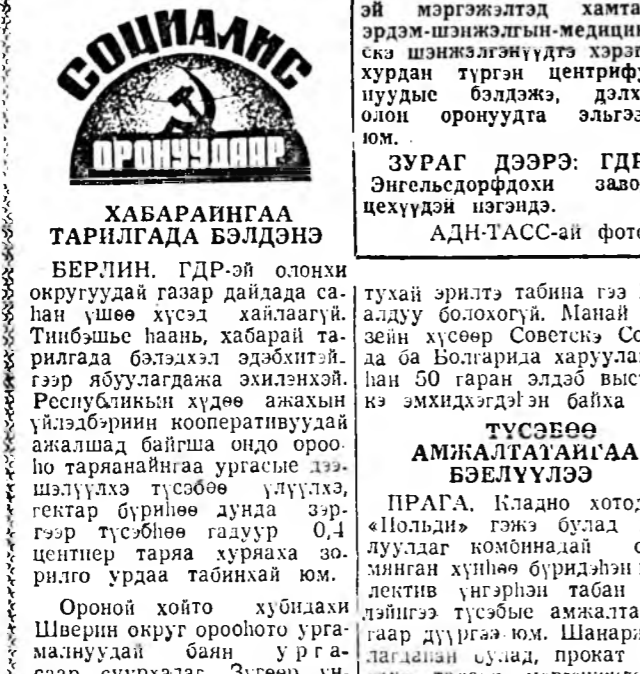 СОЦИАЛИС
ОРОНУУДААР
ХАБАРАЙНГАА
ТАРИЛГАДА БЭЛДЭНЭ
БЕРЛИН. ГДР-эй олонхи
округуудай газар дайдада са-
һан үшөө хүсэд хайлаагүй.
Тиибэшье һаань, хабарай та-
рилгада бэлэдхэл эдэбхитэй-
гээр ябуулагдажа эхилэнхэй.
Республикын хүдөө ажахын
үйлэдбэриин кооперативуудай
ажалшад байгша ондо ороо-
һо таряанайнгаа ургасые дээ-
шэлүүлхэ түсэбөө үлүүлхэ,
гектар бүриһөө дунда зэр-
гээр түсэбһөө гадуур 0,4
центнер таряа хуряаха зо-
рилго урдаа табинхай юм.
Ороной хойто хубидахи
Шверин округ орооһото урга-
малнуудай баян урга-
эй мэргэжэлтэд хамта
эрдэм-шэнжэлгын-медицин
скэ шэнжэлгэнүүдтэ хэрэг
хурдан түргэн центрифу
нуудые бэлдэжэ, дэлх
олон оронуудта эльгээ
юм.
ЗУРАГ ДЭЭРЭ: ГДР
Энгельсдорфдохи заво
цехүүдэй нэгэндэ.
АДН-ТАСС-ай фото
тухай эрилтэ табина гээ
алдуу болохогүй. Манай
зейн хүсөөр Советскэ Со
да ба Болгарида харуула
һан 50 гаран элдэб выс
кэ эмхидхэгдэһэн байха
ТҮСЭБӨӨ
АМЖАЛТАТАЙГАА
БЭЕЛҮҮЛЭЭ
ПРАГА. Кладно хотод
«Польди» гэжэ булад
луулдаг комбинадай
мянган хүнһөө бүридэһэн
лектив үнгэрһэн табан
лэйнгээ түсэбые амжалта
гаар дүүргээ юм. Шанарл
булад, прокат